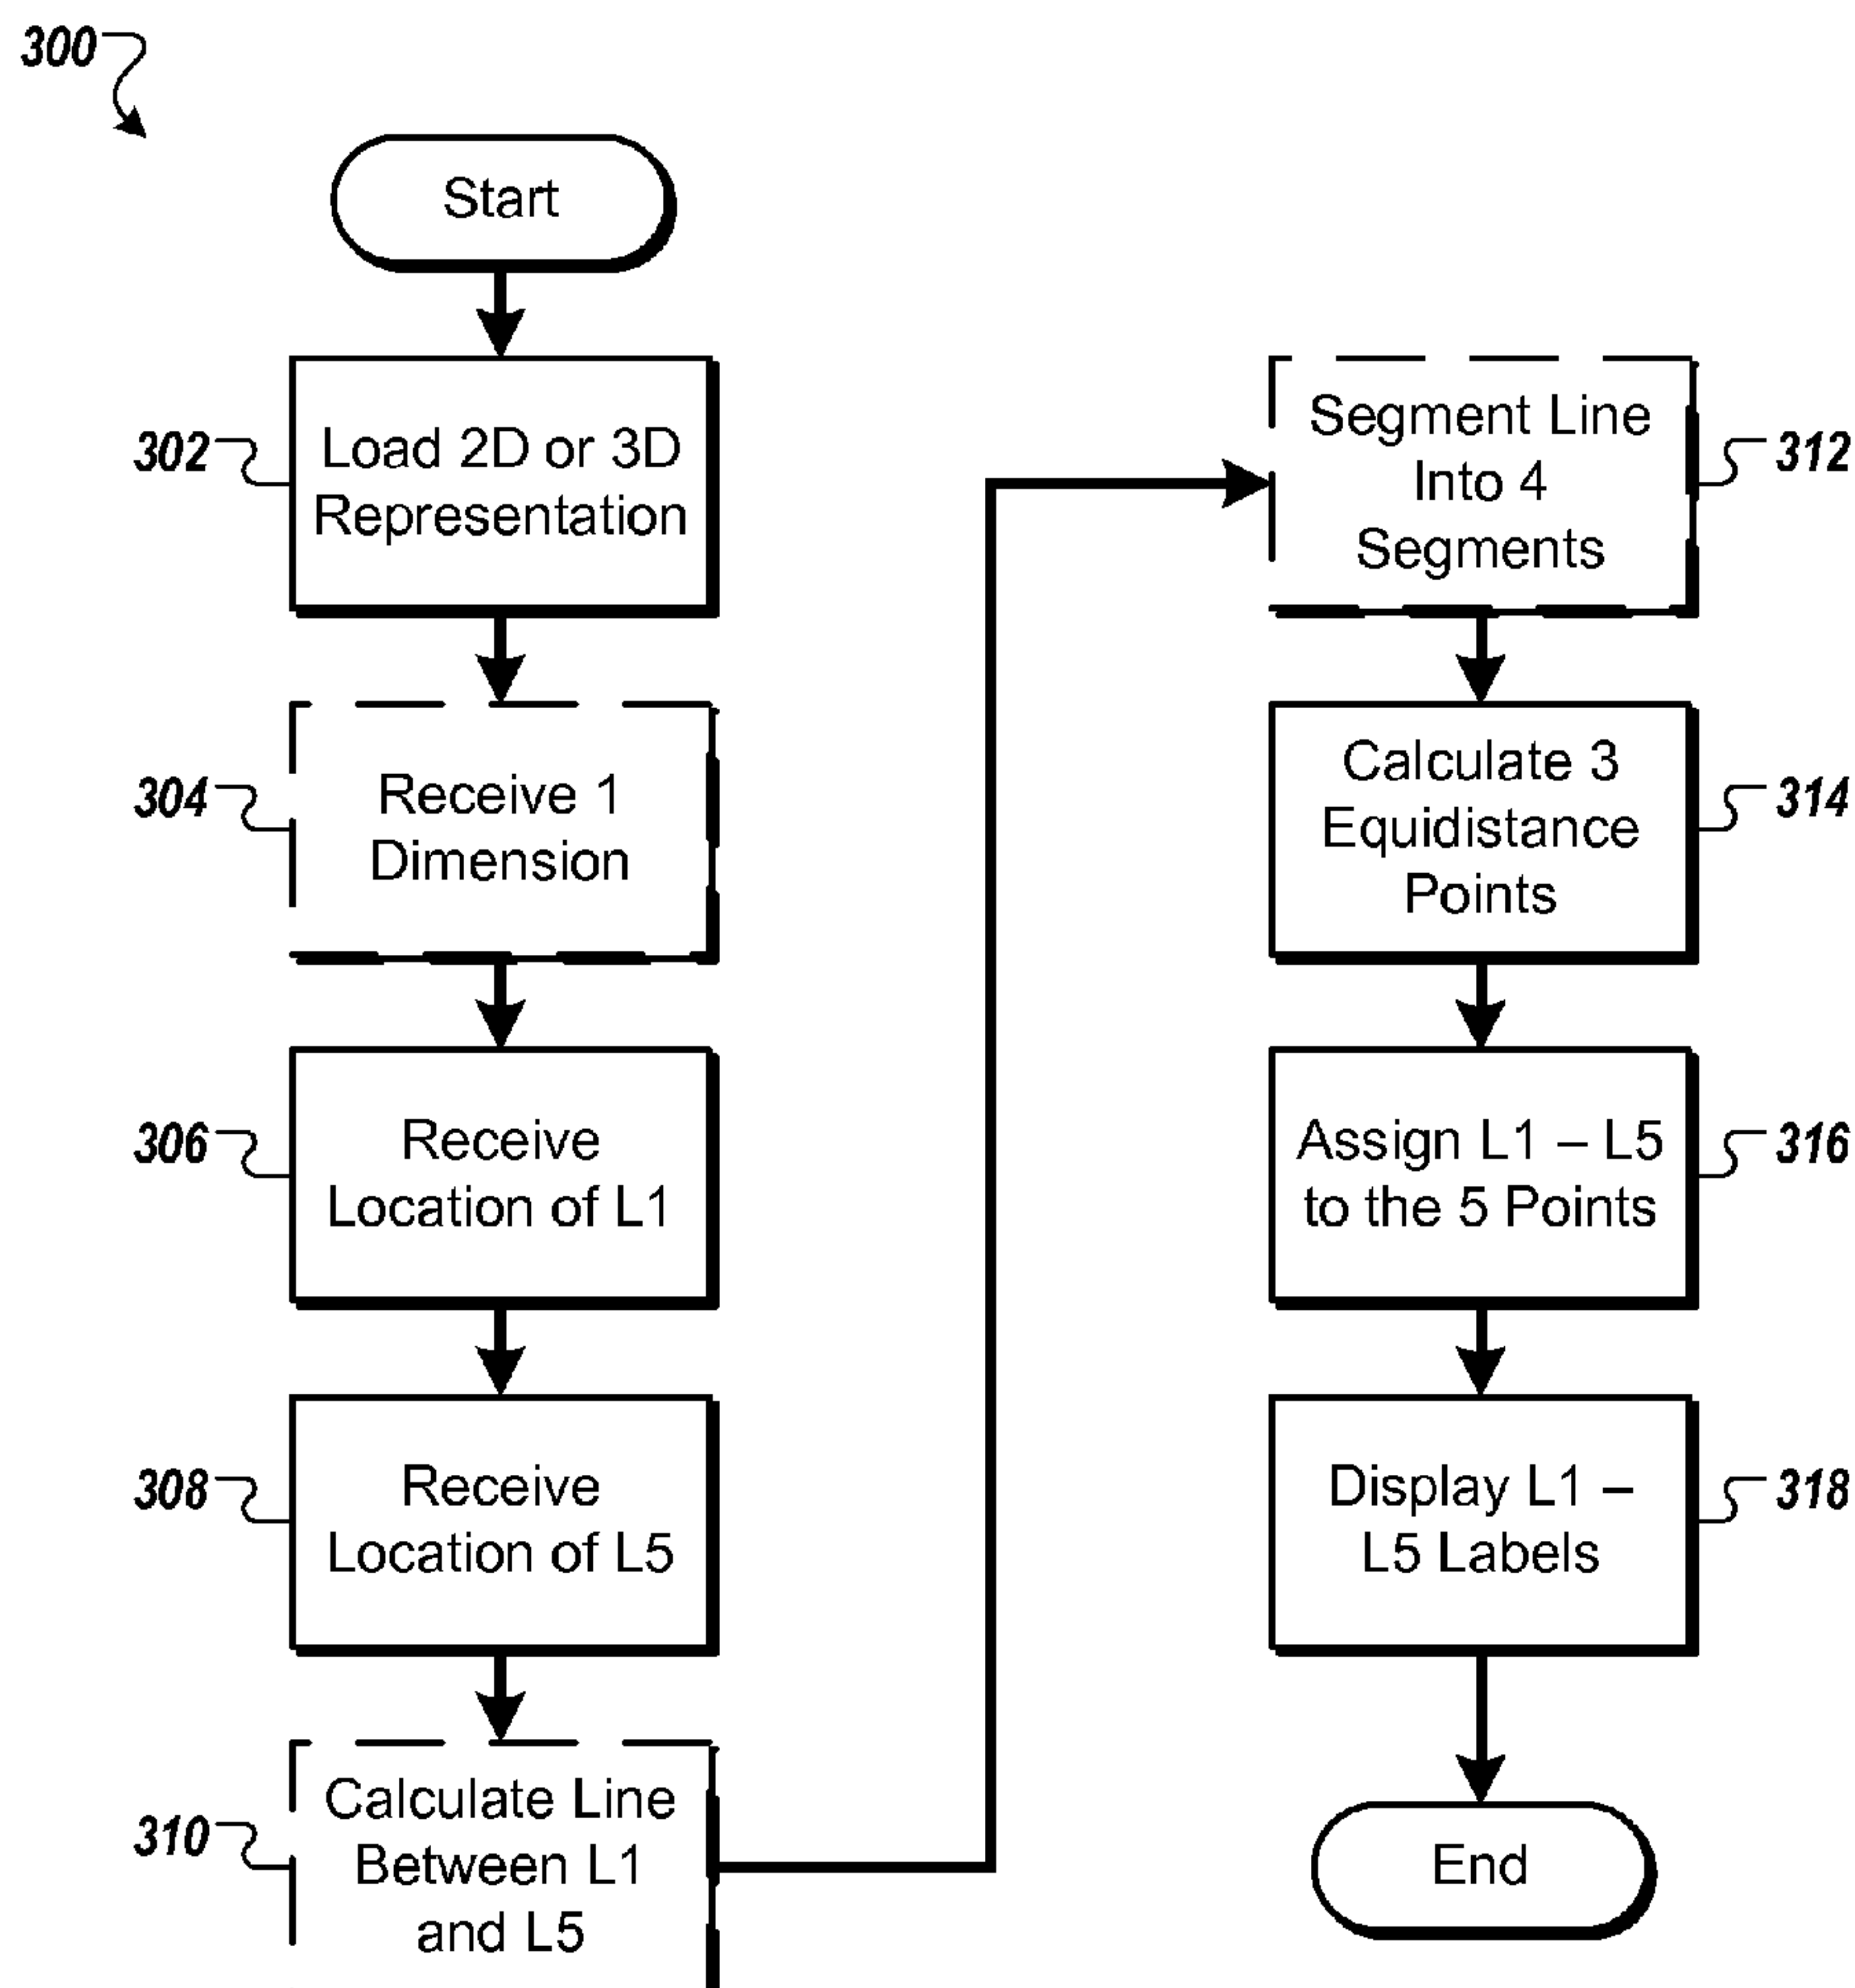 300
Start
302
Load 2D or 3D
Representation
304
Receive 1
Dimension
306
Receive
Location of L1
308
Receive
Location of L5
310
Calculate Line
Between L1
and L5
Segment Line
Into 4
Segments
312
Calculate 3
Equidistance
Points
314
Assign L1 – L5
to the 5 Points
316
Display L1 –
L5 Labels
318
End